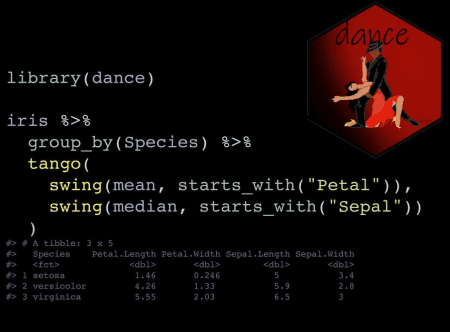 dance
library(dance)
iris %>%
  group_by(Species) %>%
  tango(
    swing(mean, starts_with("Petal")),
    swing(median, starts_with("Sepal"))
  )
#> # A tibble: 3 x 5
#>   Species    Petal.Length Petal.Width Sepal.Length Sepal.Width
#>   <fct>             <dbl>       <dbl>        <dbl>       <dbl>
#> 1 setosa             1.46       0.246          5           3.4
#> 2 versicolor         4.26       1.33           5.9         2.8
#> 3 virginica          5.55       2.03           6.5         3